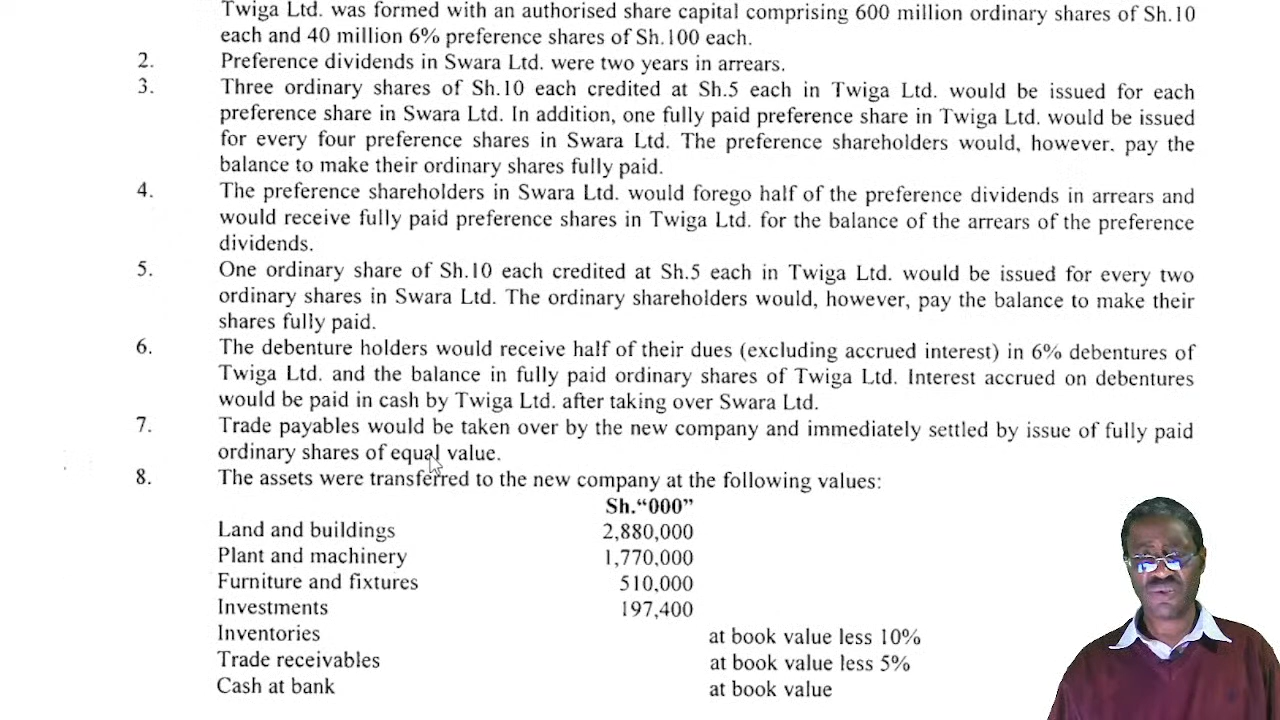 Twiga Ltd. was formed with an authorised share capital comprising 600 million ordinary shares of Sh.10
each and 40 million 6% preference shares of Sh.100 each.
2. Preference dividends in Swara Ltd. were two years in arrears.
3. Three ordinary shares of Sh.10 each credited at Sh.5 each in Twiga Ltd. would be issued for each
preference share in Swara Ltd. In addition, one fully paid preference share in Twiga Ltd. would be issued
for every four preference shares in Swara Ltd. The preference shareholders would, however. pay the
balance to make their ordinary shares fully paid.
4. The preference shareholders in Swara Ltd. would forego half of the preference dividends in arrears and
would receive fully paid preference shares in Twiga Ltd. for the balance of the arrears of the preference
dividends.
5. One ordinary share of Sh.10 each credited at Sh.5 each in Twiga Ltd. would be issued for every two
ordinary shares in Swara Ltd. The ordinary shareholders would, however, pay the balance to make their
shares fully paid.
6. The debenture holders would receive half of their dues (excluding accrued interest) in 6% debentures of
Twiga Ltd. and the balance in fully paid ordinary shares of Twiga Ltd. Interest accrued on debentures
would be paid in cash by Twiga Ltd. after taking over Swara Ltd.
7. Trade payables would be taken over by the new company and immediately settled by issue of fully paid
ordinary shares of equal value.
8. The assets were transferred to the new company at the following values:
Sh."000"
Land and buildings 2,880,000
Plant and machinery 1,770,000
Furniture and fixtures 510,000
Investments 197,400
Inventories at book value less 10%
Trade receivables at book value less 5%
Cash at bank at book value